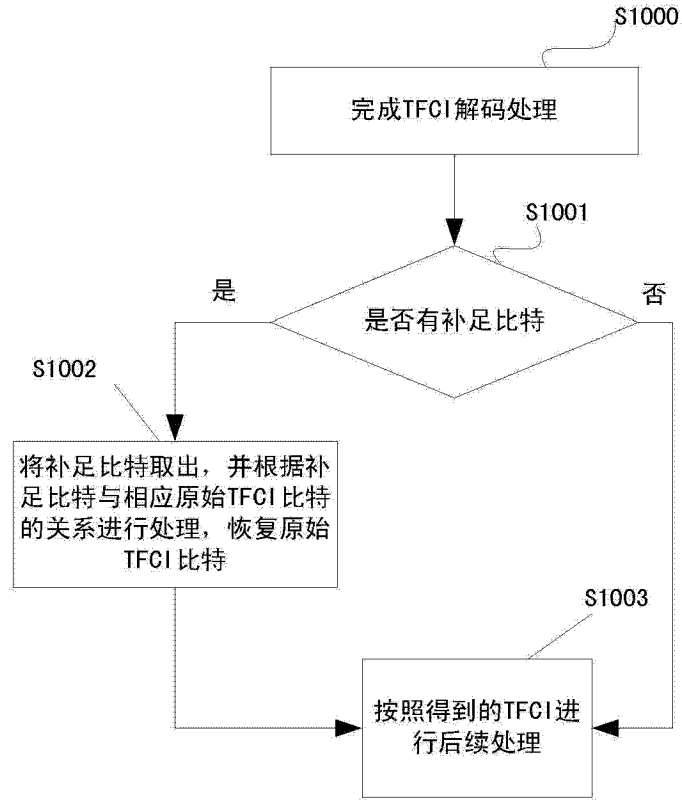 S1000
完成TFCI解码处理
S1001
是
否
是否有补足比特
S1002
将补足比特取出，并根据补
足比特与相应原始TFCI比特
的关系进行处理，恢复原始
TFCI比特
S1003
按照得到的TFCI进
行后续处理